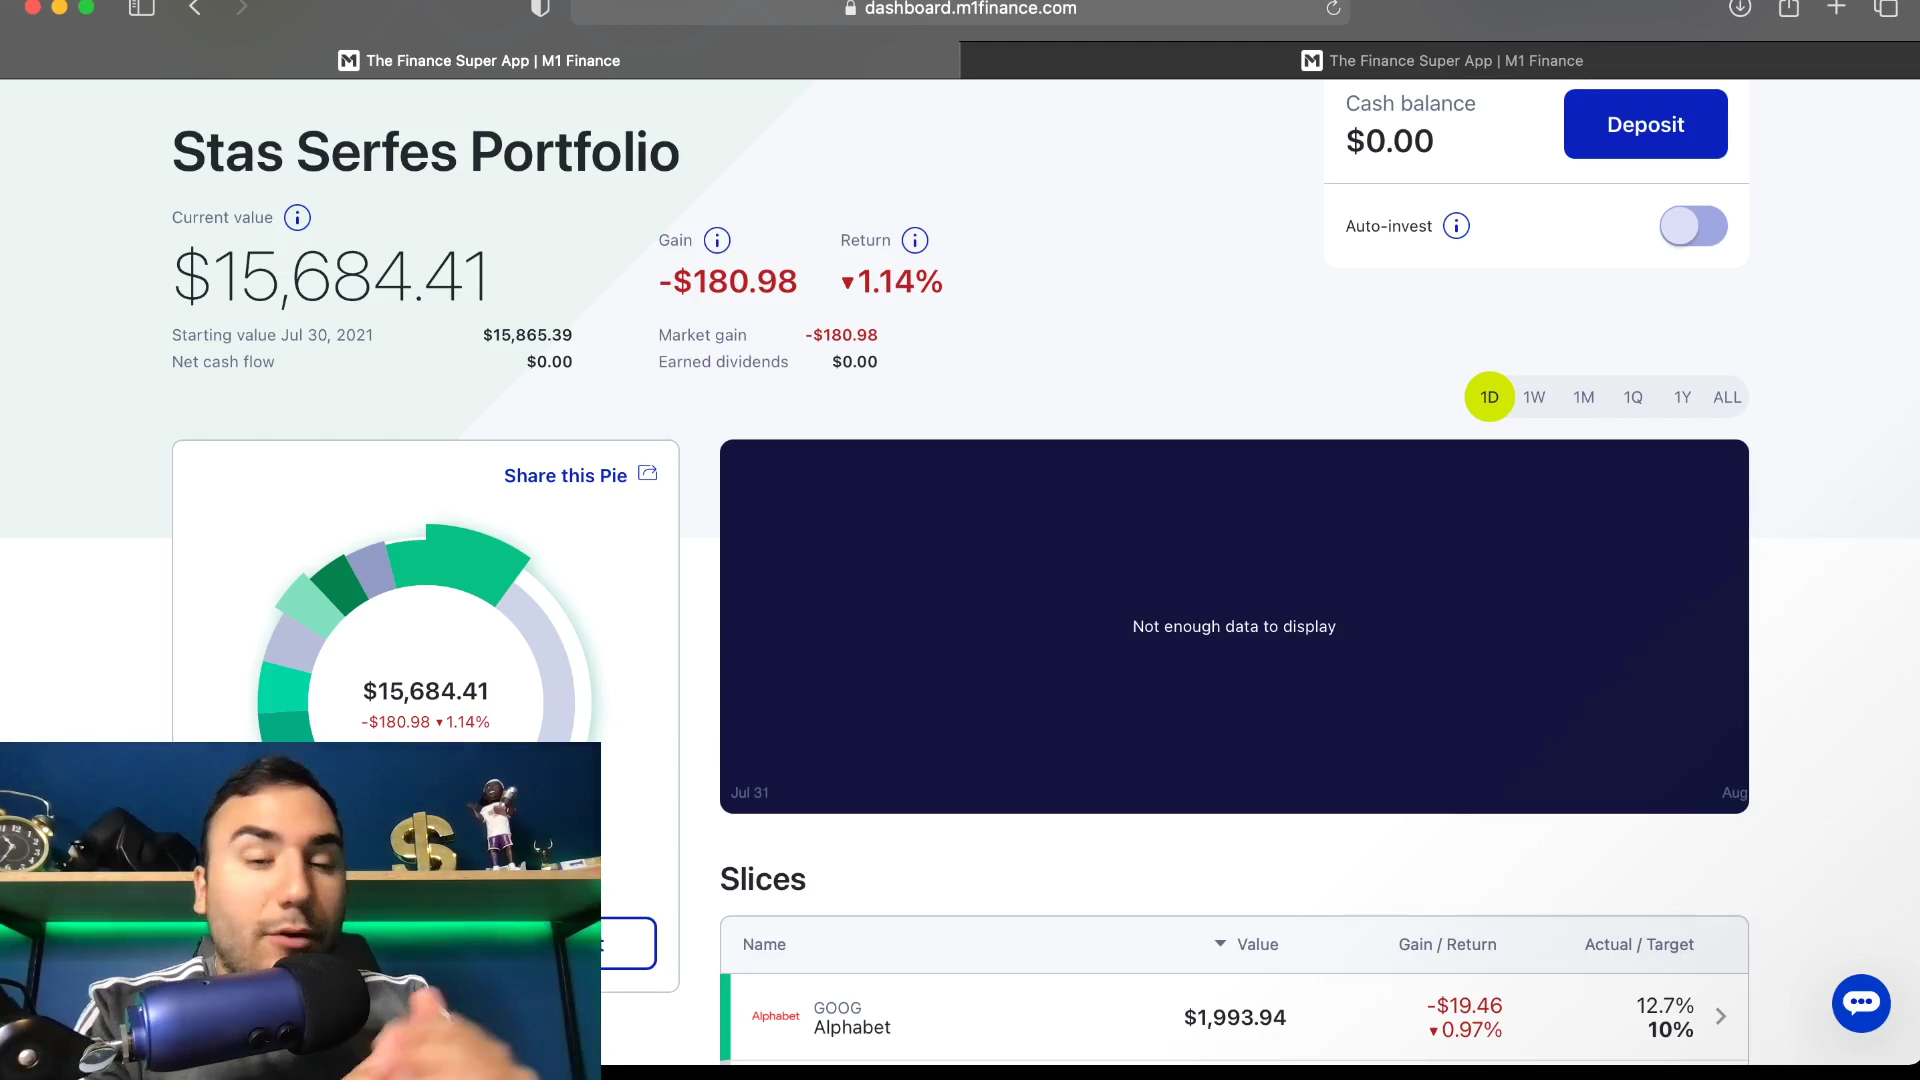 dashboard.m1finance.com
The Finance Super App | M1 Finance
The Finance Super App | M1 Finance
Stas Serfes Portfolio
Cash balance
$0.00
Deposit
Auto-invest
Current value
$15,684.41
Gain
-$180.98
Return
▼1.14%
Starting value Jul 30, 2021 $15,865.39
Net cash flow $0.00
Market gain -$180.98
Earned dividends $0.00
1D 1W 1M 1Q 1Y ALL
Share this Pie
$15,684.41
-$180.98 ▼1.14%
Not enough data to display
Jul 31
Aug
Slices
Name Value Gain / Return Actual / Target
Alphabet
GOOG
Alphabet
$1,993.94
-$19.46
▼0.97%
12.7%
10%